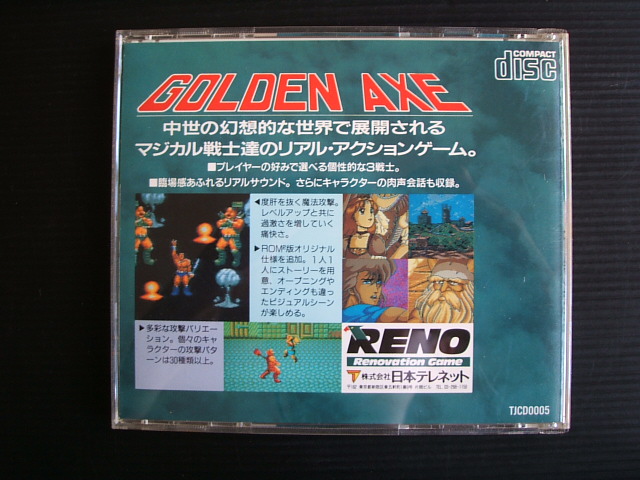 COMPACT
disc
GOLDEN AXE
中世の幻想的な世界で展開される
マジカル戦士達のリアル・アクションゲーム。
■プレイヤーの好みで選べる個性的な3戦士。
■臨場感あふれるリアルサウンド。さらにキャラクターの肉声会話も収録。
◀度肝を抜く魔法攻撃。
レベルアップと共に
過激さを増していく
痛快さ。
▶ROM²版オリジナル
仕様を追加。1人1
人にストーリーを用
意、オープニングや
エンディングも違っ
たビジュアルシーン
が楽しめる。
▶多彩な攻撃バリエー
ション。個々のキャ
ラクターの攻撃パタ
ーンは30種類以上。
RENO
Renovation Game
株式会社日本テレネット
TJCD0005